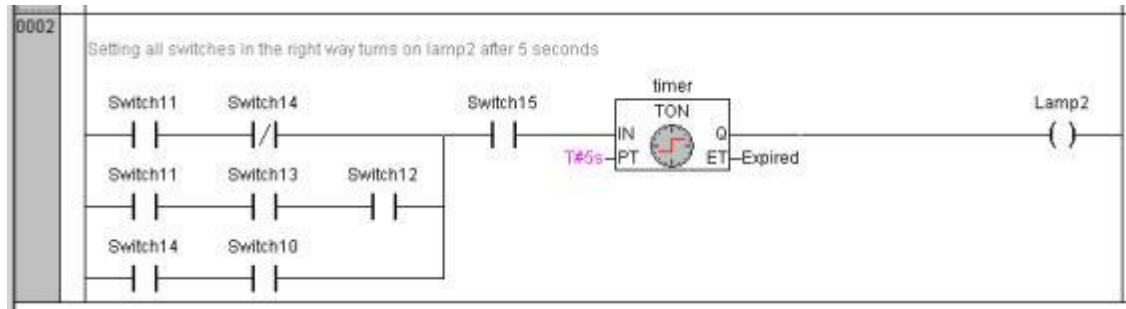 0002
Setting all switches in the right way turns on lamp2 after 5 seconds
timer
Switch11 Switch14 Switch15 TON Lamp2
IN Q
T#5s PT ET Expired
Switch11 Switch13 Switch12
Switch14 Switch10